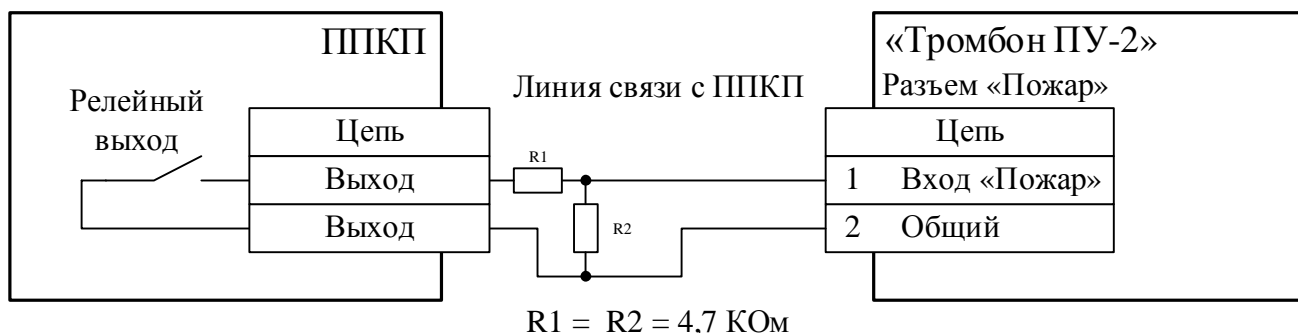 ППКП
Релейный
выход
Цепь
Выход
Выход
Линия связи с ППКП
R1
R2
R1 = R2 = 4,7 КОм
«Тромбон ПУ-2»
Разъем «Пожар»
Цепь
1 Вход «Пожар»
2 Общий